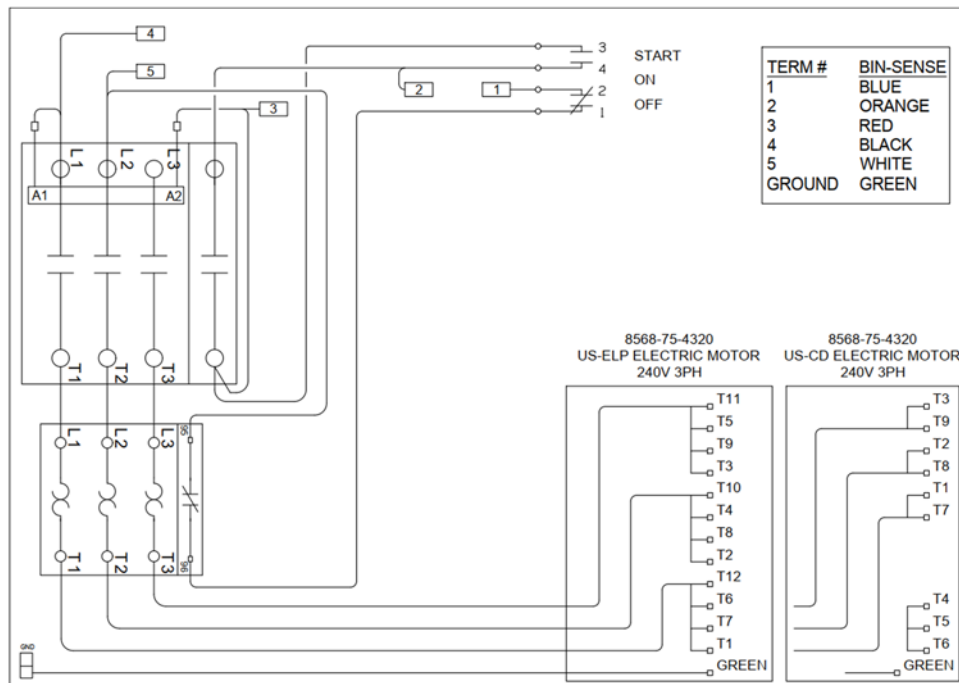 4
5
3
2
1
3
4
2
1
START
ON
OFF
TERM # BIN-SENSE
1 BLUE
2 ORANGE
3 RED
4 BLACK
5 WHITE
GROUND GREEN
L1 L2 L3
A1 A2
T1 T2 T3
L1 L2 L3 95
T1 T2 T3 96
GND
8568-75-4320
US-ELP ELECTRIC MOTOR
240V 3PH
T11
T5
T9
T3
T10
T4
T8
T2
T12
T6
T7
T1
GREEN
8568-75-4320
US-CD ELECTRIC MOTOR
240V 3PH
T3
T9
T2
T8
T1
T7
T4
T5
T6
GREEN